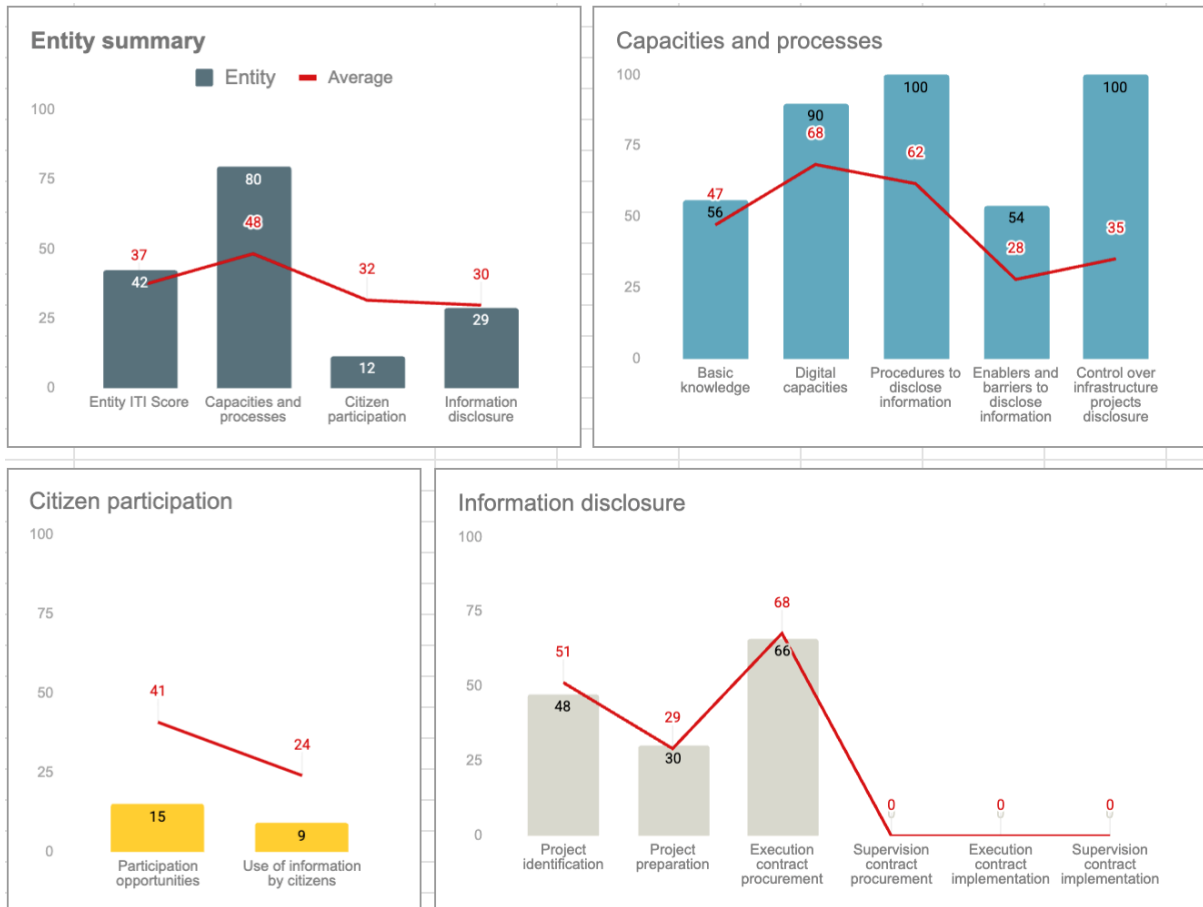 Entity summary
Entity
Average
100
75
50
25
0
37
42
80
48
32
12
30
29
Entity ITI Score
Capacities and
processes
Citizen
participation
Information
disclosure
Capacities and processes
100
75
50
25
0
47
56
90
68
100
62
54
28
100
35
Basic
knowledge
Digital
capacities
Procedures to
disclose
information
Enablers and
barriers to
disclose
information
Control over
infrastructure
projects
disclosure
Citizen participation
100
75
50
25
0
41
15
24
9
Participation
opportunities
Use of information
by citizens
Information disclosure
100
75
50
25
0
51
48
29
30
68
66
0
0
0
Project
identification
Project
preparation
Execution
contract
procurement
Supervision
contract
procurement
Execution
contract
implementation
Supervision
contract
implementation